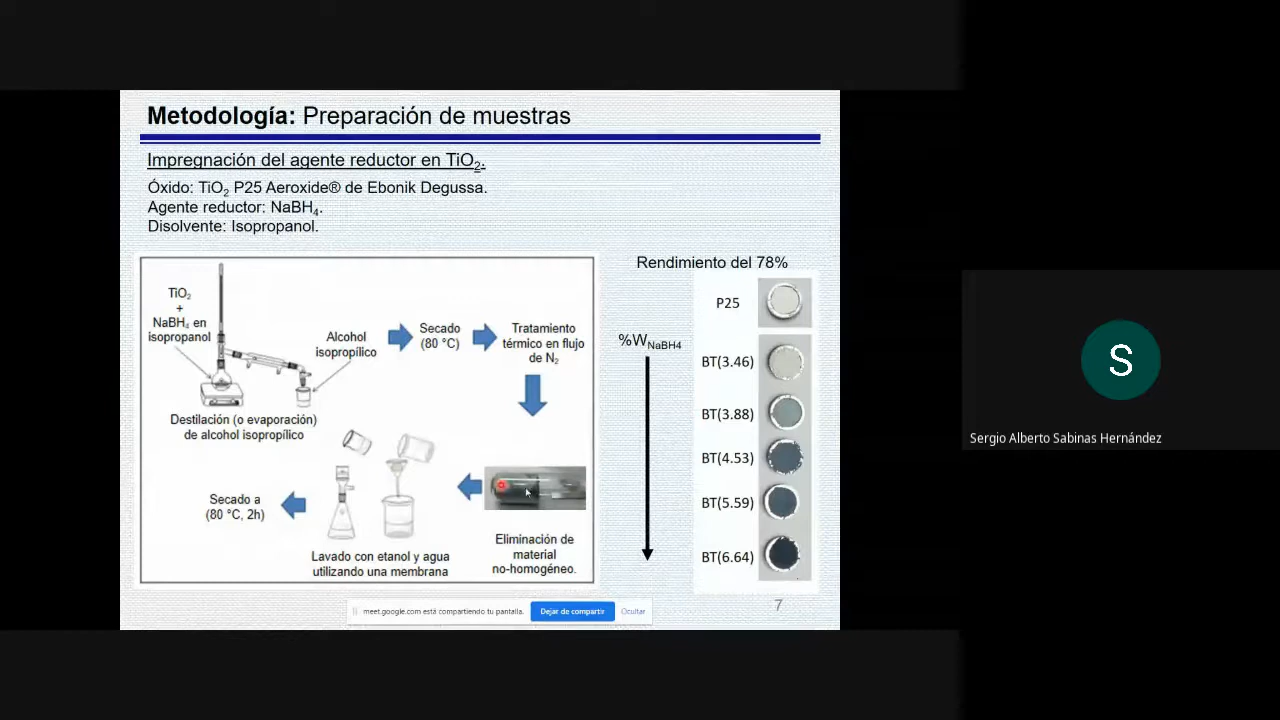 Metodología: Preparación de muestras
Impregnación del agente reductor en TiO2.
Óxido: TiO2 P25 Aeroxide® de Ebonik Degussa.
Agente reductor: NaBH4.
Disolvente: Isopropanol.
TiO2
+
NaBH4 en
isopropanol
Alcohol
isopropílico
Destilación (o evaporación)
de alcohol isopropílico
Secado
(80 °C)
Tratamiento
térmico en flujo
de N2
Eliminación de
material
no-homogéneo.
Lavado con etanol y agua
utilizando una membrana
Secado a
(80 °C, 2h)
Rendimiento del 78%
%WNaBH4
P25
BT(3.46)
BT(3.88)
BT(4.53)
BT(5.59)
BT(6.64)
7
meet.google.com está compartiendo tu pantalla.
Dejar de compartir
Ocultar
S
Sergio Alberto Sabinas Hernández